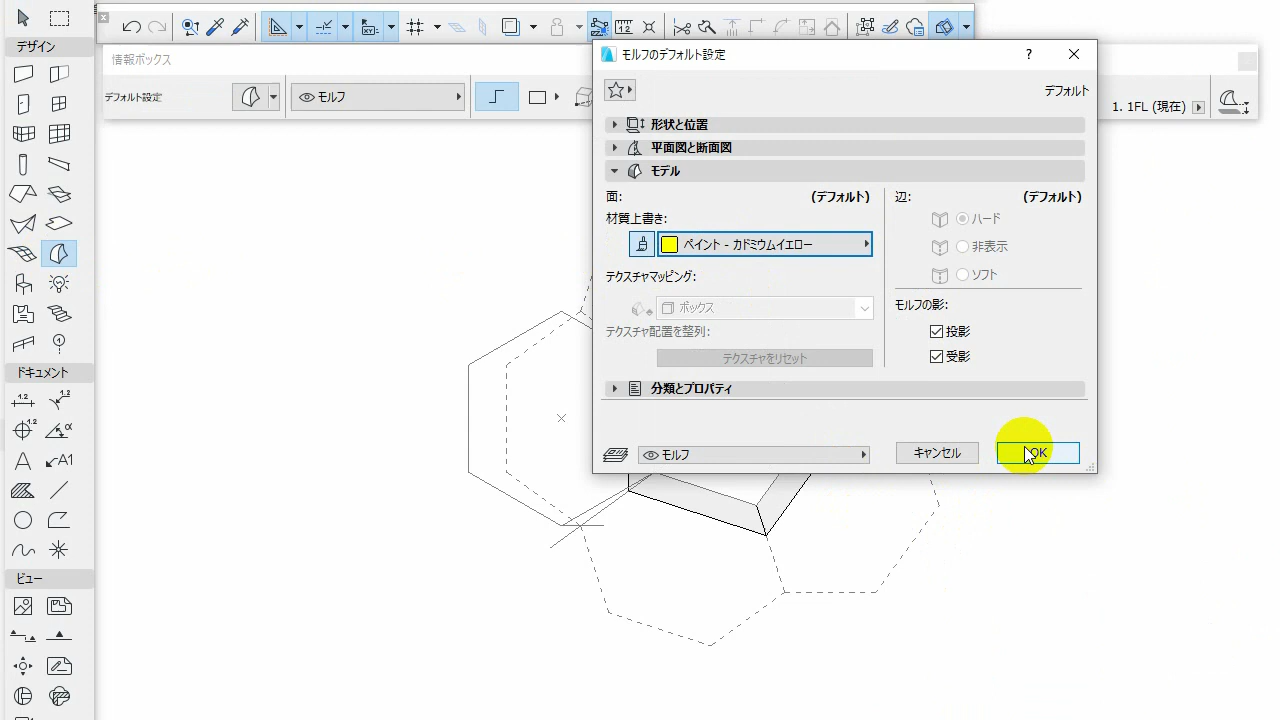 デザイン
情報ボックス
デフォルト設定
モルフ
1. 1FL (現在)
モルフのデフォルト設定
?
デフォルト
形状と位置
平面図と断面図
モデル
面:
(デフォルト)
材質上書き:
ペイント - カドミウムイエロー
テクスチャマッピング:
ボックス
テクスチャ配置を整列:
テクスチャをリセット
辺:
(デフォルト)
ハード
非表示
ソフト
モルフの影:
投影
受影
分類とプロパティ
モルフ
キャンセル
OK
ドキュメント
1.2
1.2
1.2
α
A
A1
ビュー